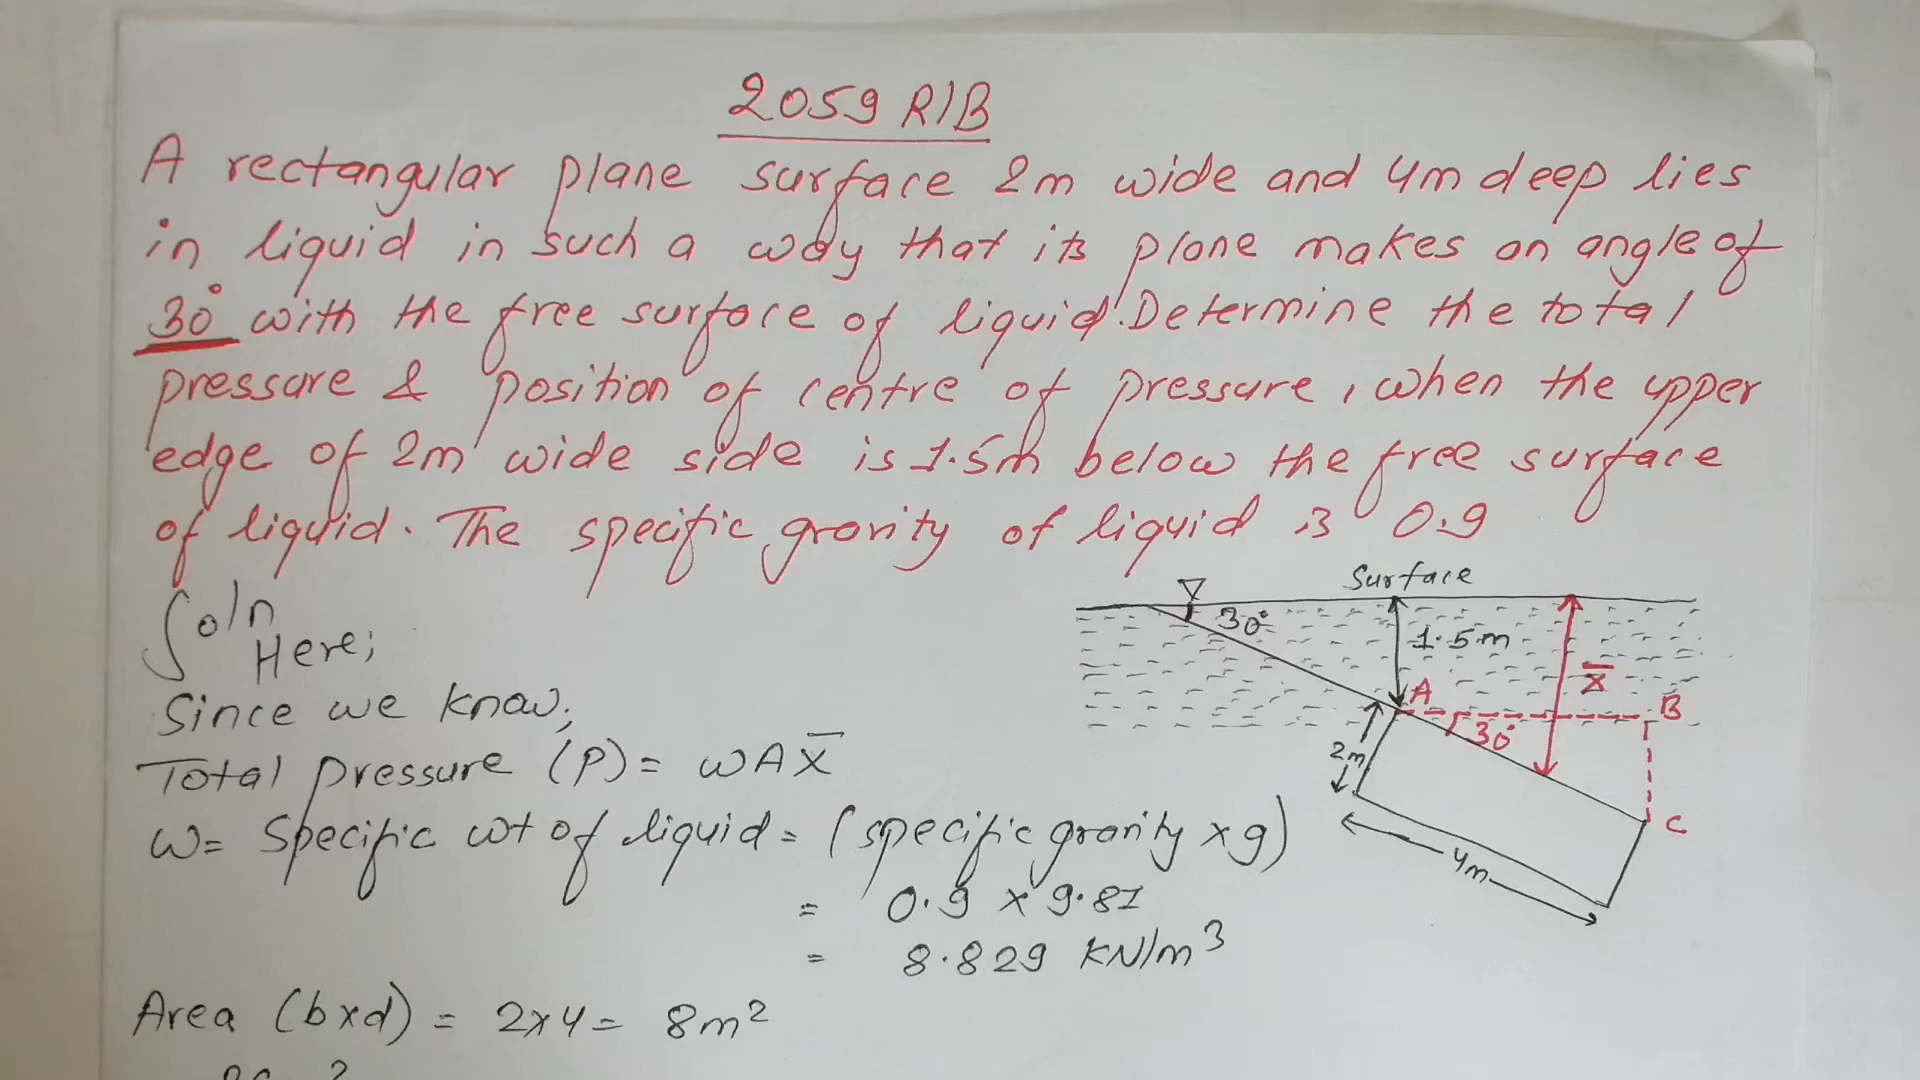 2059 R/B
A rectangular plane surface 2m wide and 4m deep lies
in liquid in such a way that its plane makes an angle of
30° with the free surface of liquid. Determine the total
pressure & position of centre of pressure, when the upper
edge of 2m wide side is 1.5m below the free surface
of liquid. The specific gravity of liquid is 0.9
Surface
30°
1.5m
x̄
A
B
30°
2m
C
4m
Soln
Here;
Since we know;
Total pressure (P) = ωAx̄
ω = Specific wt of liquid = (specific gravity × g)
= 0.9 × 9.81
= 8.829 KN/m³
Area (b×d) = 2×4 = 8m²